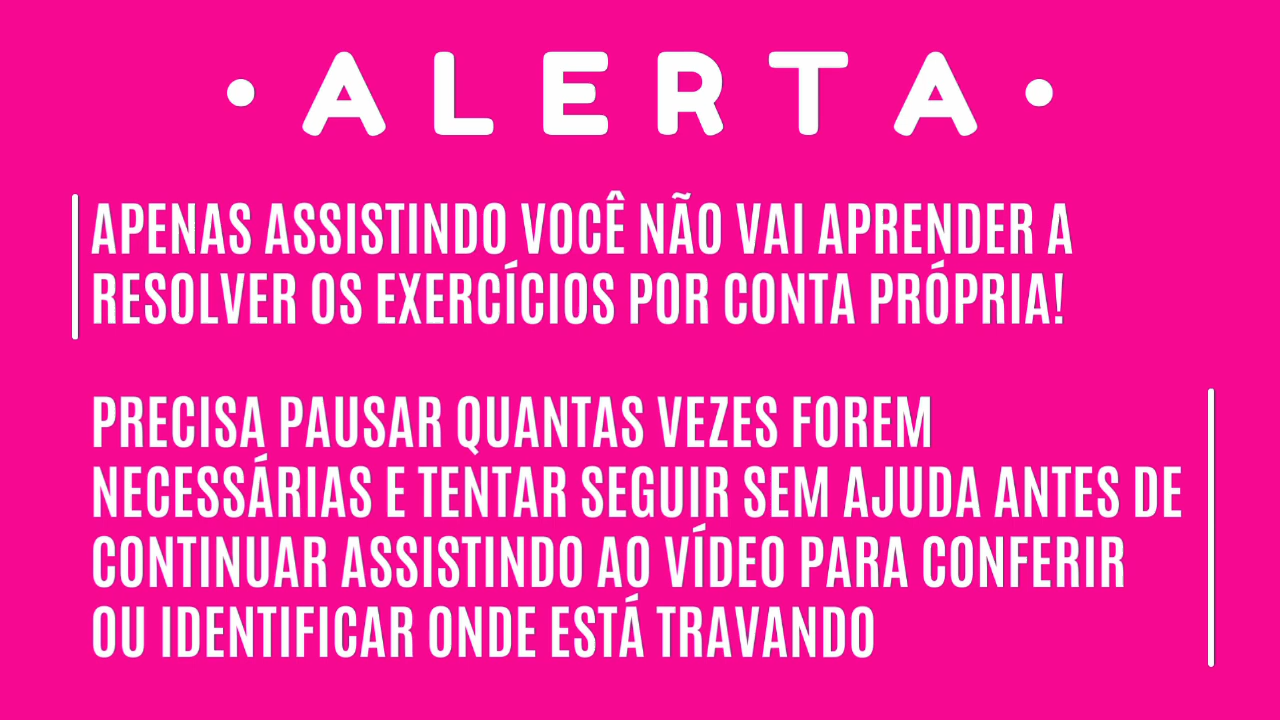 • ALERTA •
APENAS ASSISTINDO VOCÊ NÃO VAI APRENDER A
RESOLVER OS EXERCÍCIOS POR CONTA PRÓPRIA!
PRECISA PAUSAR QUANTAS VEZES FOREM
NECESSÁRIAS E TENTAR SEGUIR SEM AJUDA ANTES DE
CONTINUAR ASSISTINDO AO VÍDEO PARA CONFERIR
OU IDENTIFICAR ONDE ESTÁ TRAVANDO